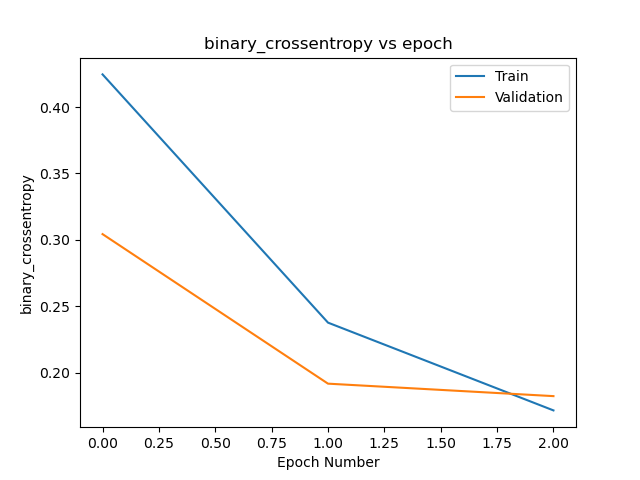 binary_crossentropy vs epoch
Train
Validation
0.40
0.35
0.30
0.25
0.20
binary_crossentropy
0.00 0.25 0.50 0.75 1.00 1.25 1.50 1.75 2.00
Epoch Number